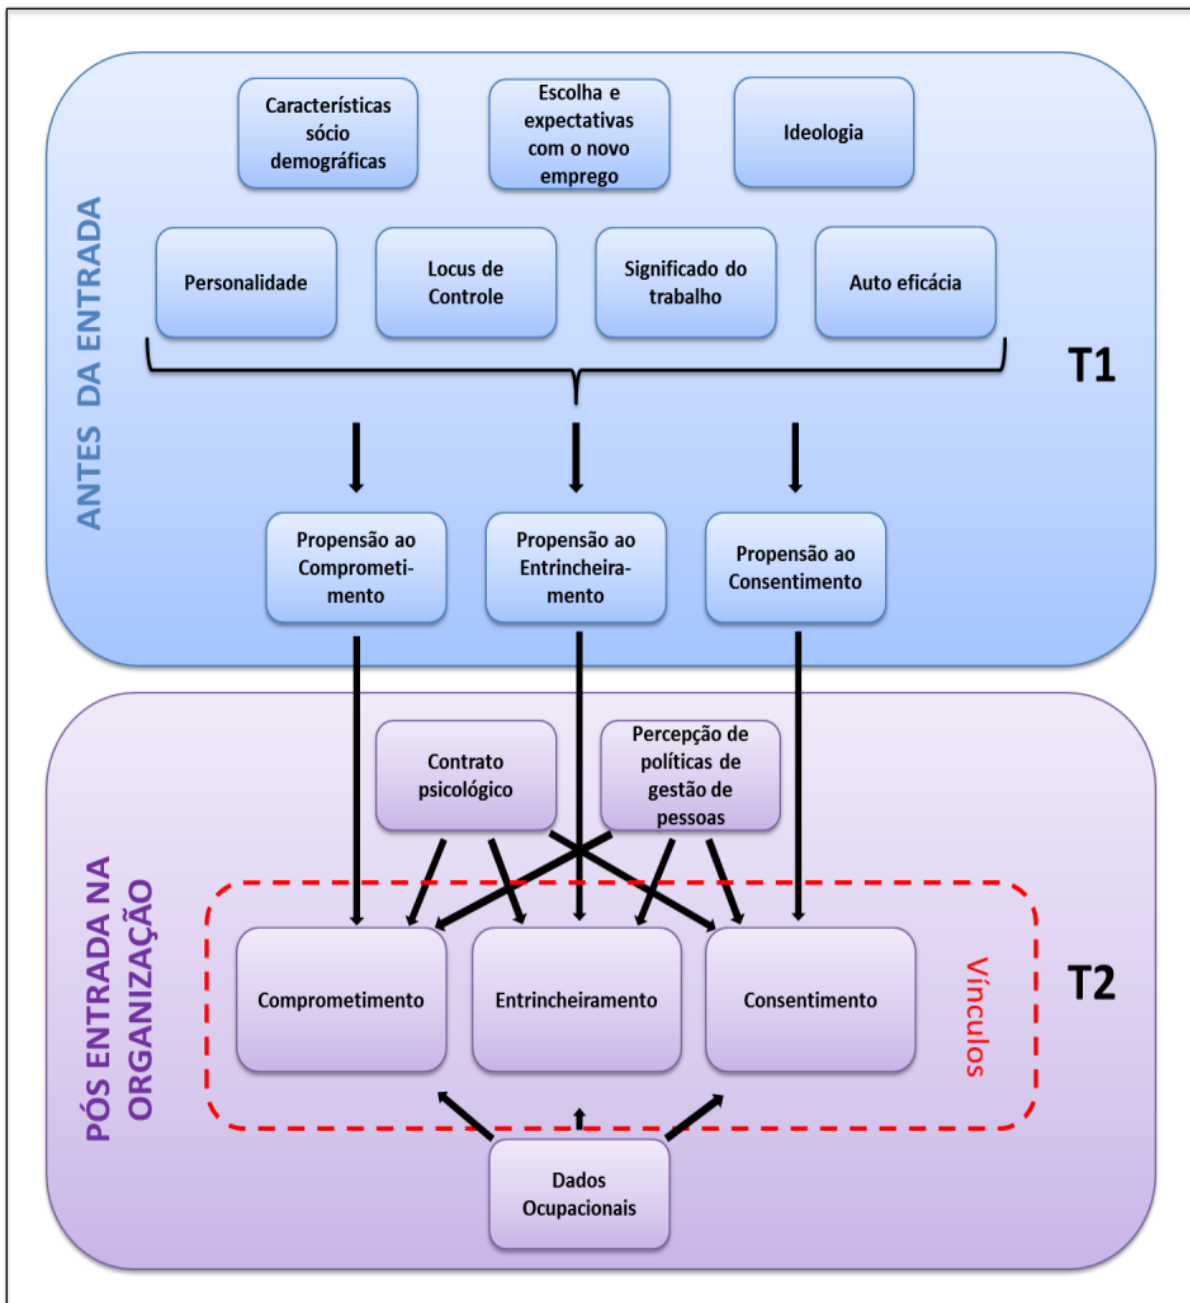 Características
sócio
demográficas
Escolha e
expectativas
com o novo
emprego
Ideologia
Personalidade
Locus de
Controle
Significado do
trabalho
Auto eficácia
ANTES DA ENTRADA
T1
Propensão ao
Comprometi-
mento
Propensão ao
Entrincheira-
mento
Propensão ao
Consentimento
Contrato
psicológico
Percepção de
políticas de
gestão de
pessoas
PÓS ENTRADA NA
ORGANIZAÇÃO
Comprometimento
Entrincheiramento
Consentimento
Vínculos
T2
Dados
Ocupacionais